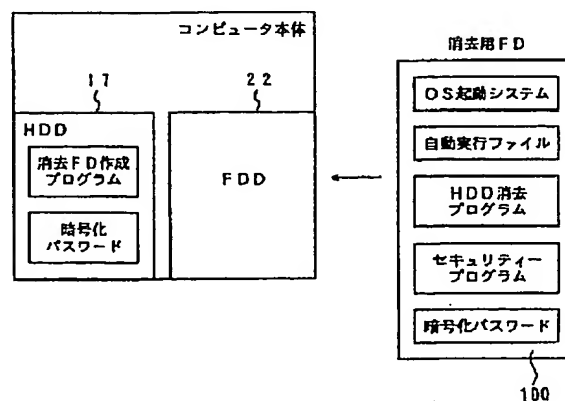 コンピュータ本体
17
22
HDD
消去FD作成
プログラム
暗号化
パスワード
FDD
消去用FD
OS起動システム
自動実行ファイル
HDD消去
プログラム
セキュリティー
プログラム
暗号化パスワード
100